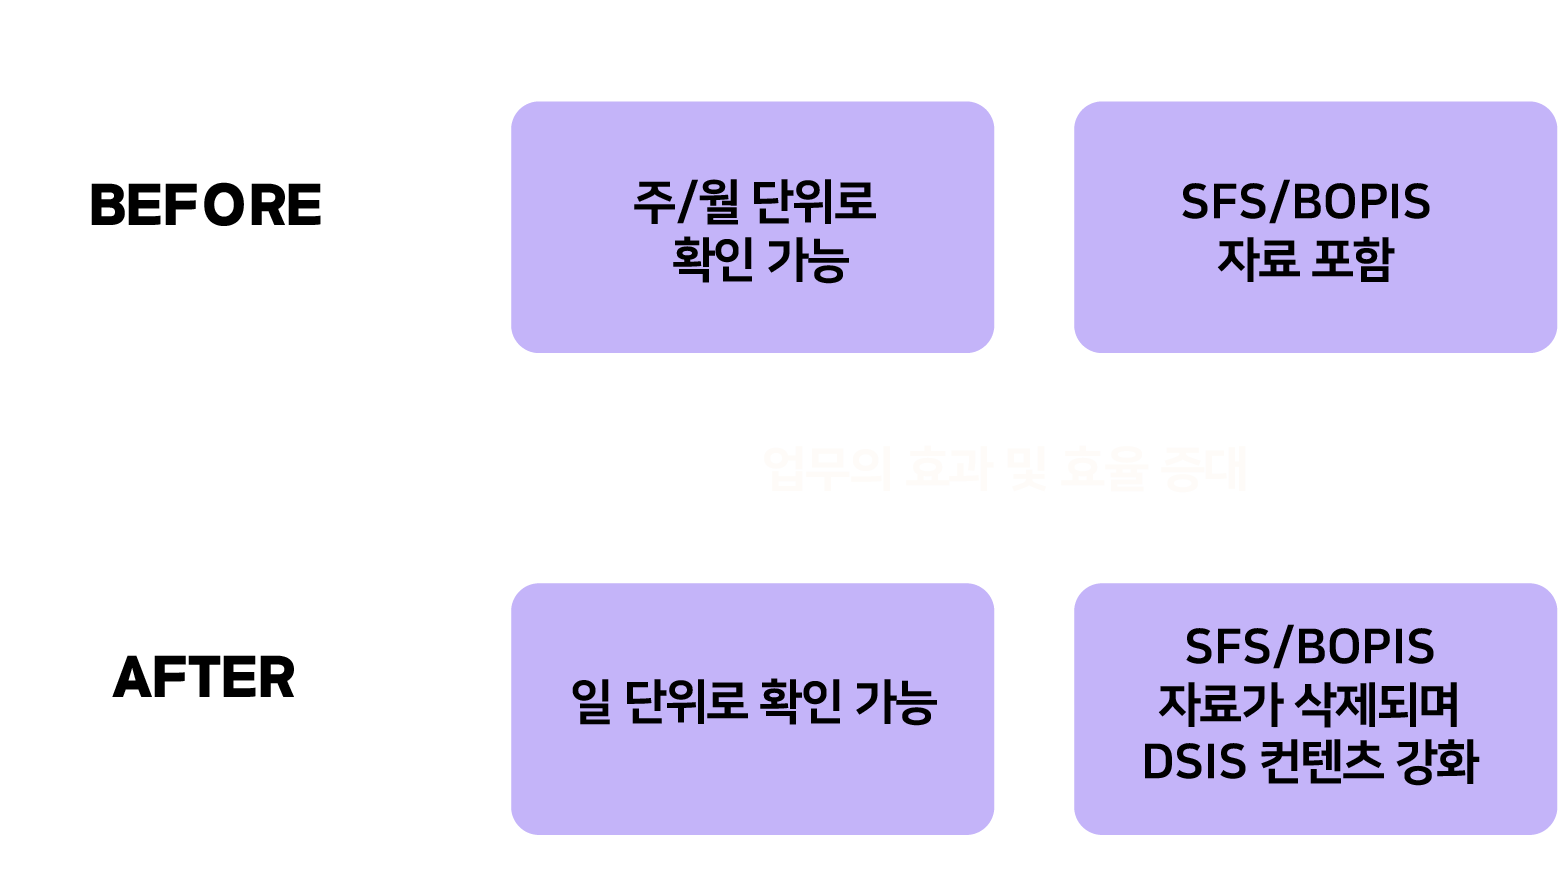 BEFORE
주/월 단위로
확인 가능
SFS/BOPIS
자료 포함
업무의 효과 및 효율 증대
AFTER
일 단위로 확인 가능
SFS/BOPIS
자료가 삭제되며
DSIS 컨텐츠 강화